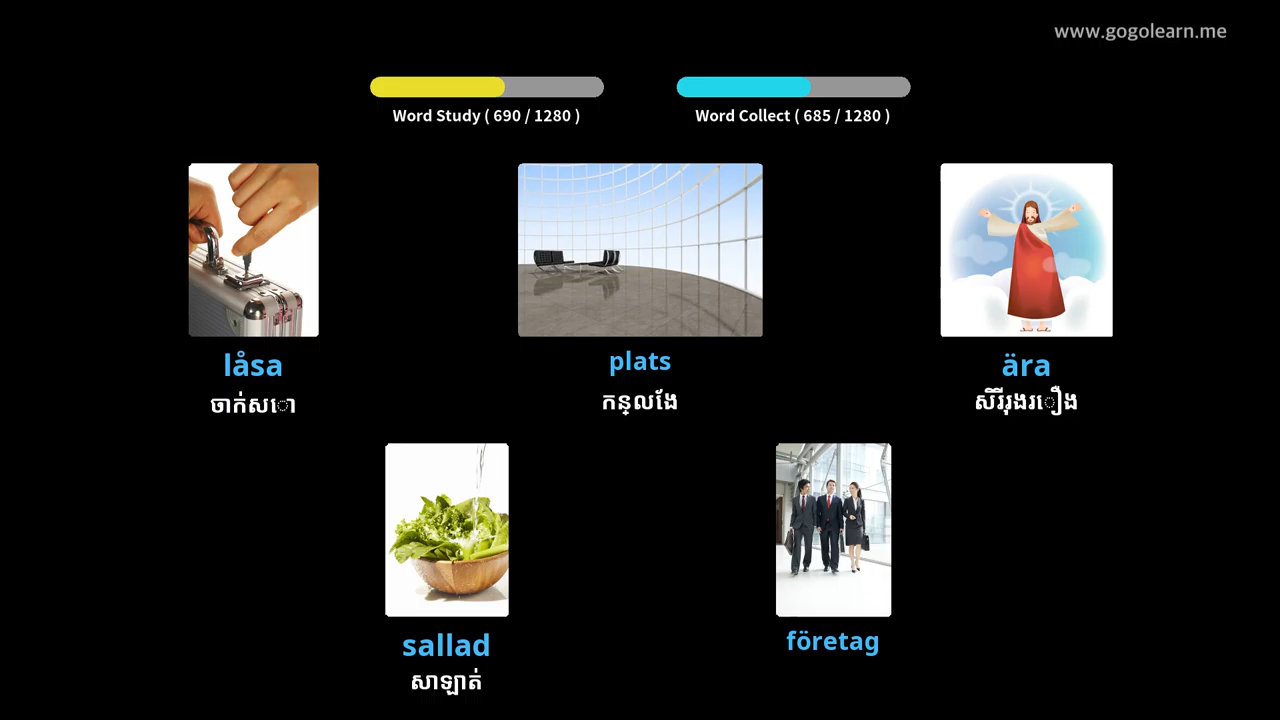 www.gogolearn.me
Word Study ( 690 / 1280 )
Word Collect ( 685 / 1280 )
låsa
plats
ära
ចាក់សោ
កន្លែង
សិរីរុងរឿង
sallad
företag
សាឡាត់